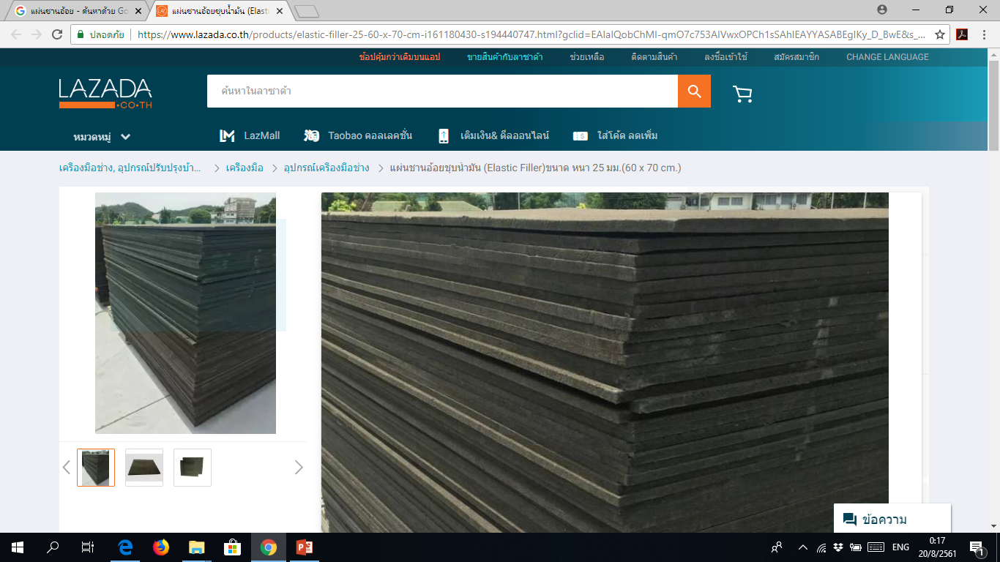 แผ่นชานอ้อย - ค้นหาด้วย Go
แผ่นชานอ้อยชุบน้ำมัน (Elasti
ปลอดภัย
https://www.lazada.co.th/products/elastic-filler-25-60-x-70-cm-i161180430-s194440747.html?gclid=EAIaIQobChMI-qmO7c753AIVwxOPCh1sSAhIEAYYASABEgIKy_D_BwE&s_...
ช้อปคุ้มกว่าเดิมบนแอป
ขายสินค้ากับลาซาด้า
ช่วยเหลือ
ติดตามสินค้า
ลงชื่อเข้าใช้
สมัครสมาชิก
CHANGE LANGUAGE
LAZADA
.CO.TH
ค้นหาในลาซาด้า
หมวดหมู่
LazMall
Taobao คอลเลคชั่น
เติมเงิน& ดีลออนไลน์
ใส่โค้ด ลดเพิ่ม
เครื่องมือช่าง, อุปกรณ์ปรับปรุงบ้า... > เครื่องมือ > อุปกรณ์เครื่องมือช่าง > แผ่นชานอ้อยชุบน้ำมัน (Elastic Filler)ขนาด หนา 25 มม.(60 x 70 cm.)
ข้อความ
ENG
0:17
20/8/2561
1